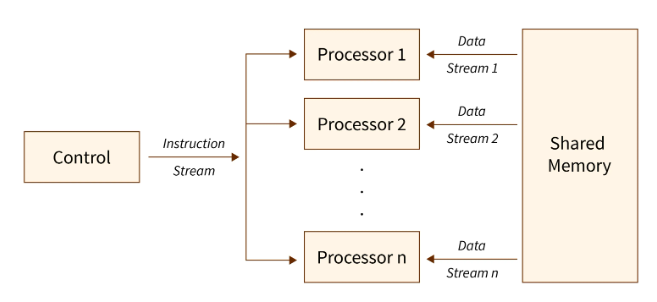 Control
Instruction
Stream
Processor 1
Processor 2
.
.
.
Processor n
Data
Stream 1
Data
Stream 2
Data
Stream n
Shared
Memory